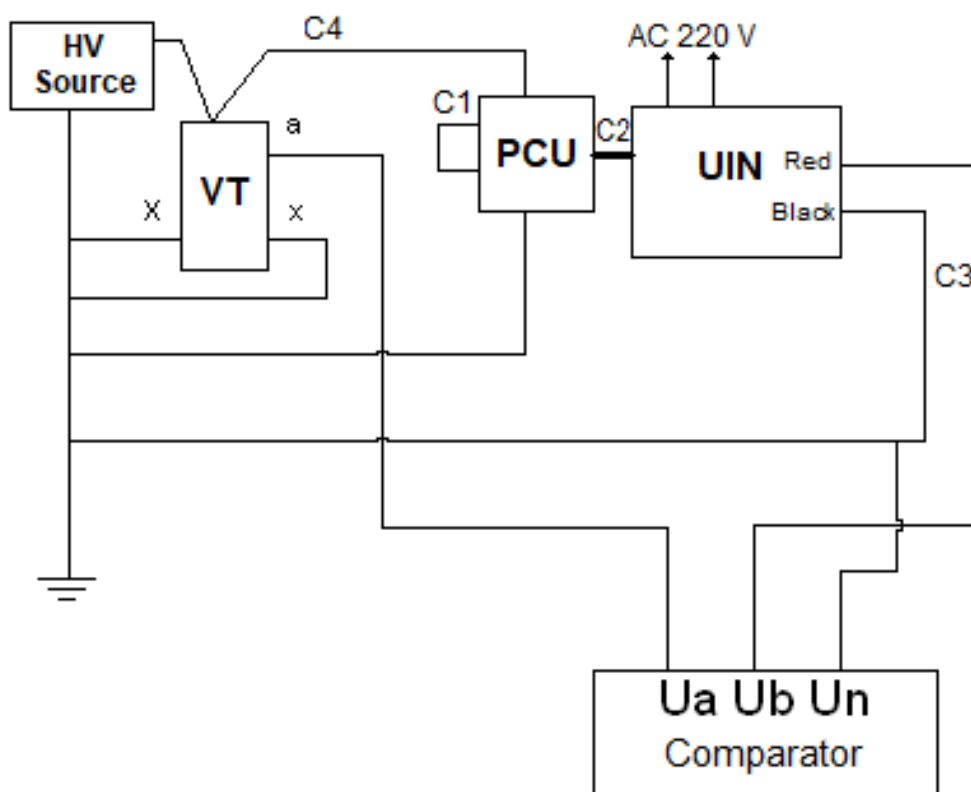 HV
Source
C4
AC 220 V
a
C1
PCU
C2
UIN
Red
Black
VT
X
x
C3
Ua Ub Un
Comparator